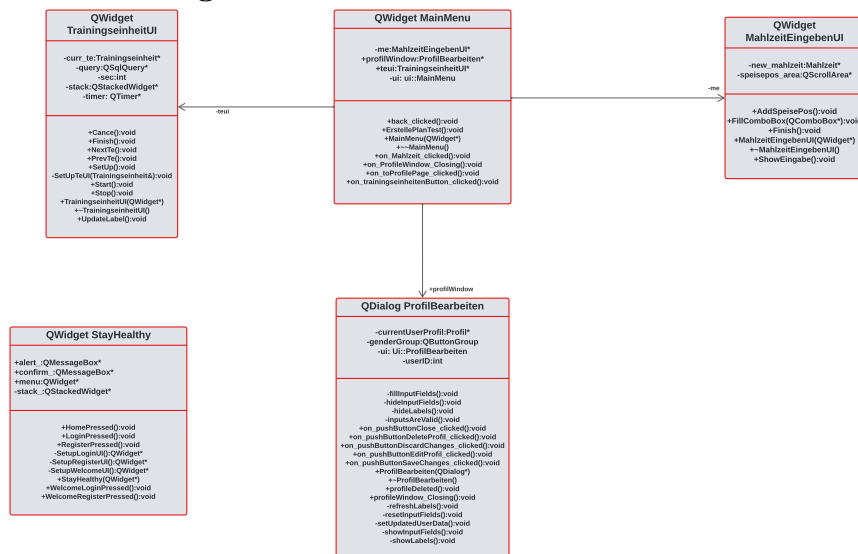 QWidget
TrainingseinheitUI
-curr_te:Trainingseinheit*
-query:QSqlQuery*
-sec:int
-stack:QStackedWidget*
-timer: QTimer*
+Cance():void
+Finish():void
+NextTe():void
+PrevTe():void
+SetUp():void
-SetUpTeUI(Trainingseinheit&):void
+Start():void
+Stop():void
+TrainingseinheitUI(QWidget*)
+~TrainingseinheitUI()
+UpdateLabel():void
-teui
QWidget MainMenu
-me:MahlzeitEingebenUI*
+profilWindow:ProfilBearbeiten*
+teui:TrainingseinheitUI*
-ui: ui::MainMenu
+back_clicked():void
+ErstellePlanTest():void
+MainMenu(QWidget*)
+~~MainMenu()
+on_Mahlzeit_clicked():void
+on_ProfileWindow_Closing():void
+on_toProfilePage_clicked():void
+on_trainingseinheitenButton_clicked():void
-me
QWidget
MahlzeitEingebenUI
-new_mahlzeit:Mahlzeit*
-speisepos_area:QScrollArea*
+AddSpeisePos():void
+FillComboBox(QComboBox*):void
+Finish():void
+MahlzeitEingebenUI(QWidget*)
+~MahlzeitEingebenUI()
+ShowEingabe():void
+profilWindow
QDialog ProfilBearbeiten
-currentUserProfil:Profil*
-genderGroup:QButtonGroup
-ui: Ui::ProfilBearbeiten
-userID:int
-fillInputFields():void
-hideInputFields():void
-hideLabels():void
-inputsAreValid():void
+on_pushButtonClose_clicked():void
+on_pushButtonDeleteProfil_clicked():void
+on_pushButtonDiscardChanges_clicked():void
+on_pushButtonEditProfil_clicked():void
+on_pushButtonSaveChanges_clicked():void
+ProfilBearbeiten(QDialog*)
+~ProfilBearbeiten()
+profileDeleted():void
+profileWindow_Closing():void
-refreshLabels():void
-resetInputFields():void
-setUpdatedUserData():void
-showInputFields():void
-showLabels():void
QWidget StayHealthy
+alert_:QMessageBox*
+confirm_:QMessageBox*
+menu:QWidget*
-stack_:QStackedWidget*
+HomePressed():void
+LoginPressed():void
+RegisterPressed():void
-SetupLoginUI():QWidget*
-SetupRegisterUI():QWidget*
-SetupWelcomeUI():QWidget*
+StayHealthy(QWidget*)
+WelcomeLoginPressed():void
+WelcomeRegisterPressed():void